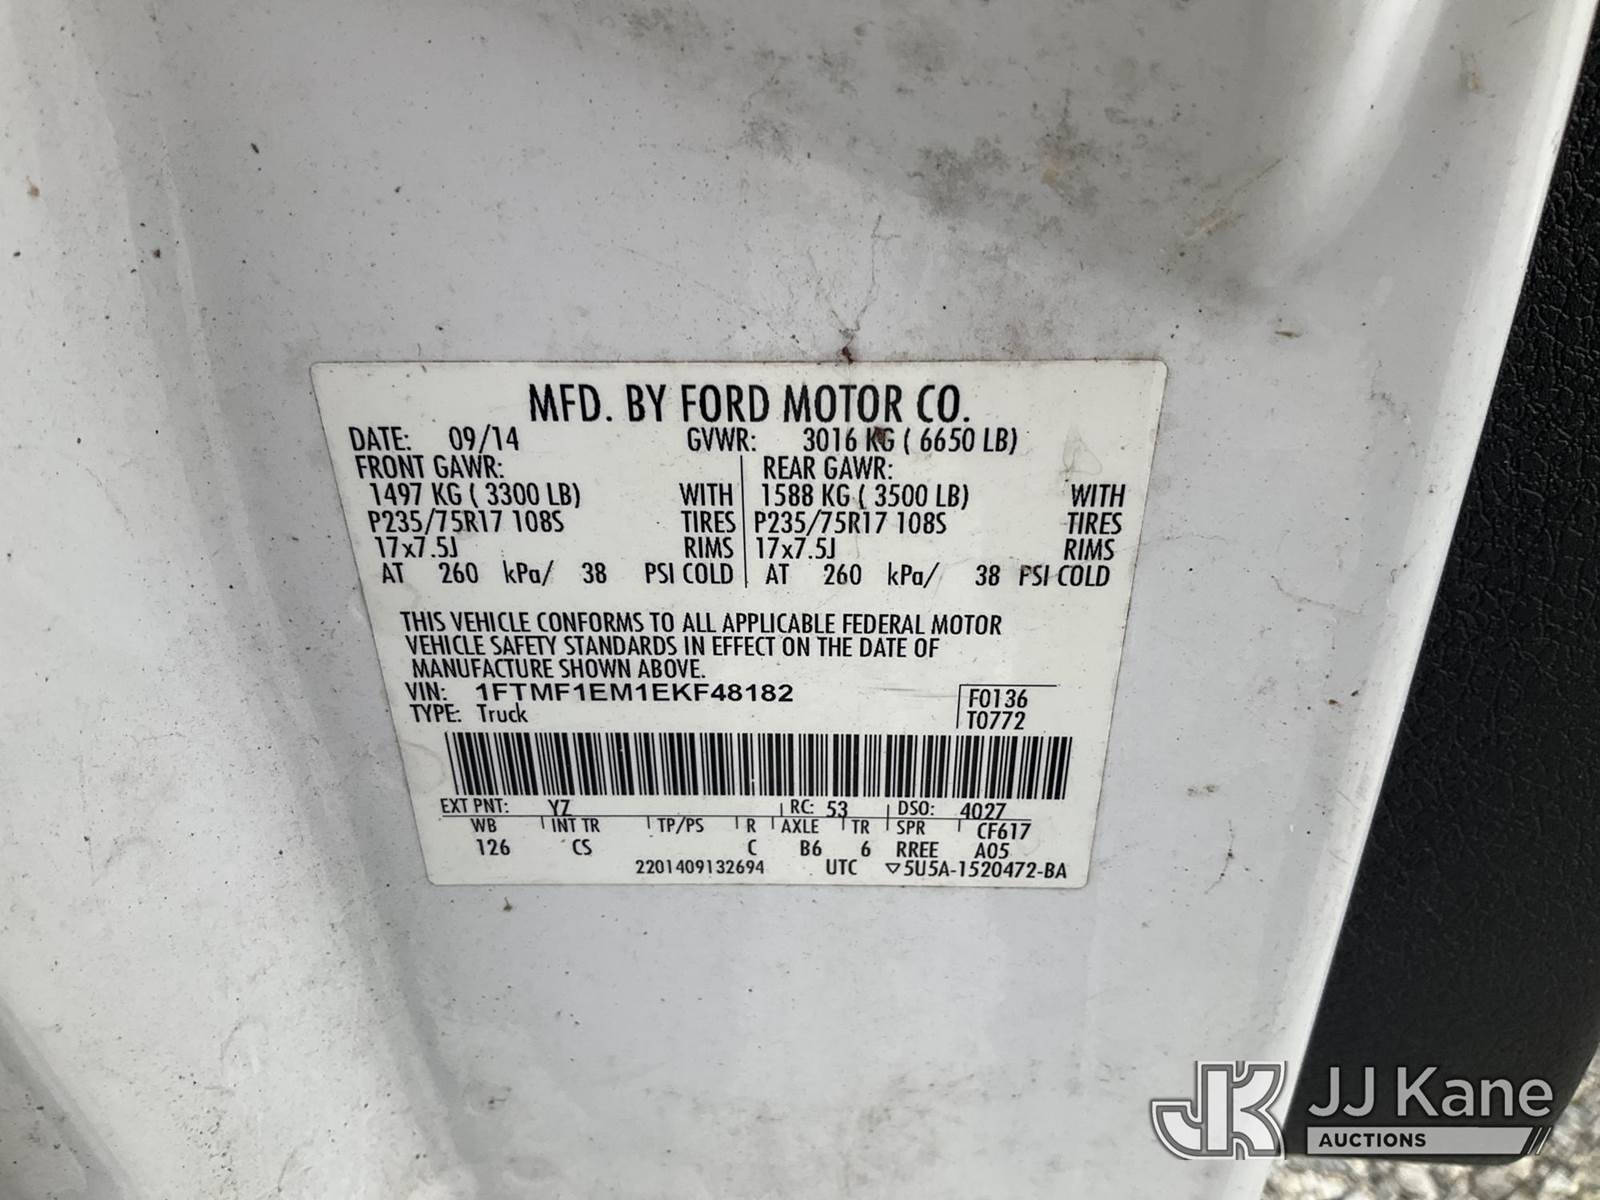 MFD. BY FORD MOTOR CO.
DATE: 09/14 GVWR: 3016 KG ( 6650 LB)
FRONT GAWR: REAR GAWR:
1497 KG ( 3300 LB) WITH 1588 KG ( 3500 LB) WITH
P235/75R17 108S TIRES P235/75R17 108S TIRES
17x7.5J RIMS 17x7.5J RIMS
AT 260 kPa/ 38 PSI COLD AT 260 kPa/ 38 PSI COLD
THIS VEHICLE CONFORMS TO ALL APPLICABLE FEDERAL MOTOR
VEHICLE SAFETY STANDARDS IN EFFECT ON THE DATE OF
MANUFACTURE SHOWN ABOVE.
VIN: 1FTMF1EM1EKF48182 F0136
TYPE: Truck T0772
EXT PNT: YZ RC: 53 DSO: 4027
WB INT TR TP/PS R AXLE TR SPR CF617
126 CS C B6 6 RREE A05
2201409132694 UTC ▽5U5A-1520472-BA
JK JJ Kane
AUCTIONS